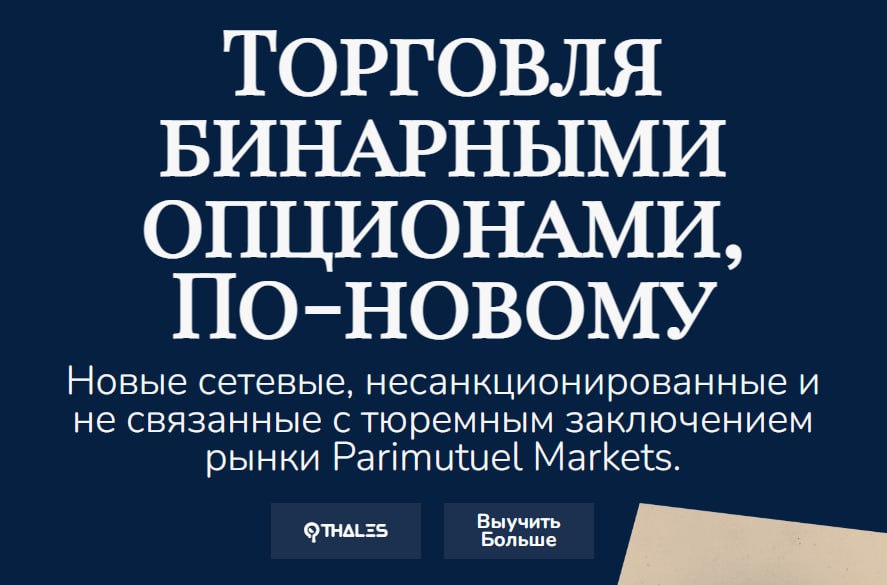 Торговля
бинарными
опционами,
По-новому
Новые сетевые, несанкционированные и
не связанные с тюремным заключением
рынки Parimutuel Markets.
THALES
Выучить
Больше